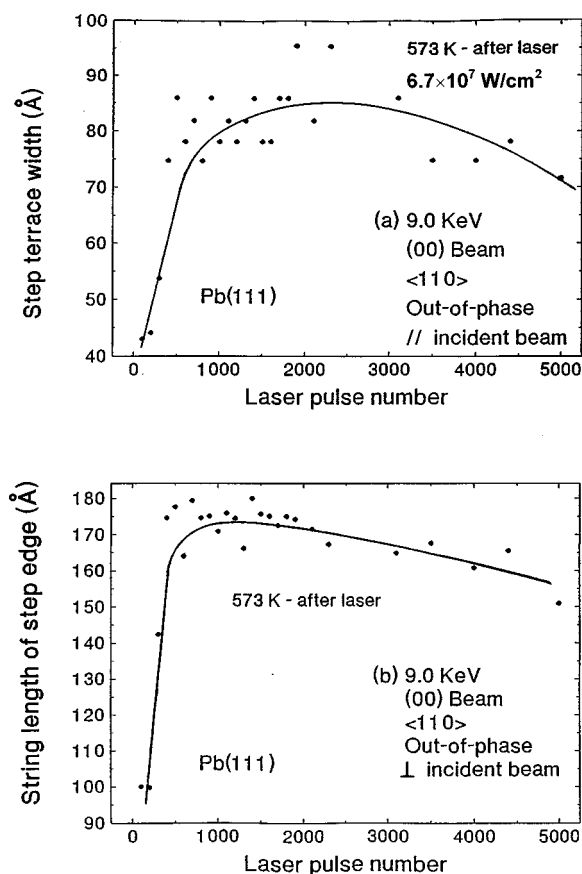 573 K - after laser
6.7×10⁷ W/cm²
(a) 9.0 KeV
(00) Beam
<110>
Out-of-phase
// incident beam
Pb(111)
Step terrace width (Å)
100
90
80
70
60
50
40
0 1000 2000 3000 4000 5000
Laser pulse number
573 K - after laser
(b) 9.0 KeV
(00) Beam
<110>
Out-of-phase
⊥ incident beam
Pb(111)
String length of step edge (Å)
180
170
160
150
140
130
120
110
100
90
0 1000 2000 3000 4000 5000
Laser pulse number